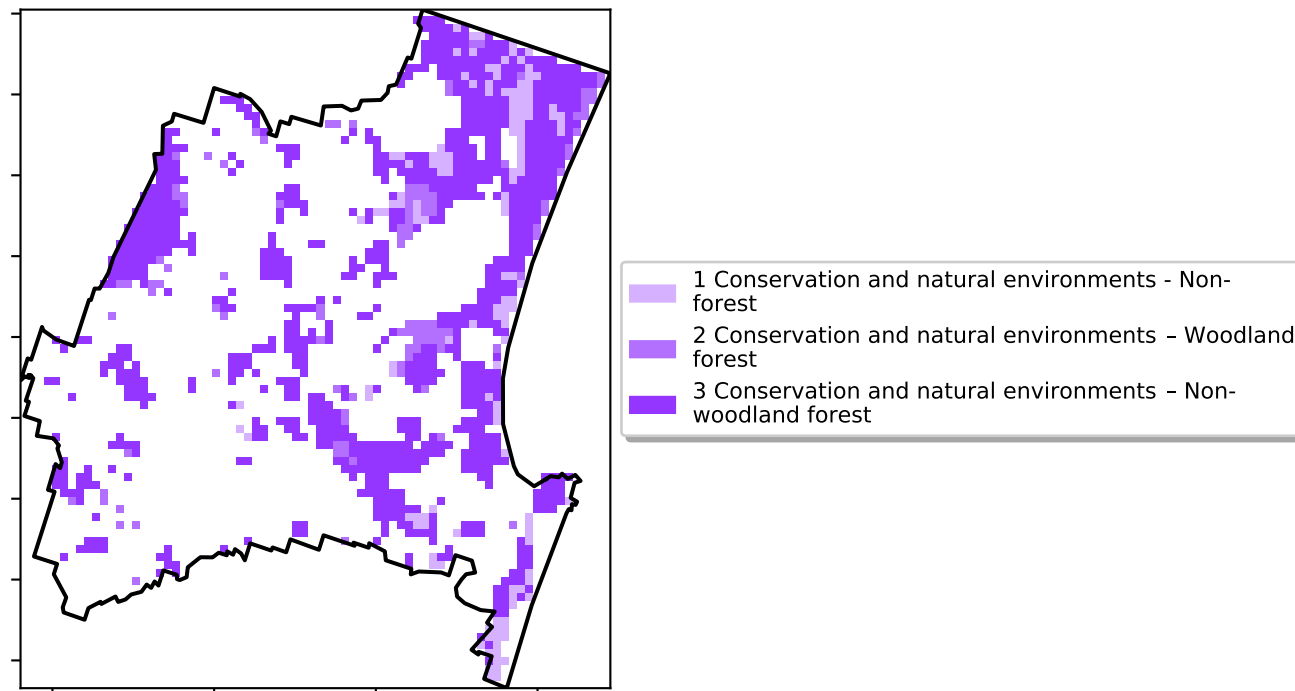 1 Conservation and natural environments - Non-
forest
2 Conservation and natural environments – Woodland
forest
3 Conservation and natural environments – Non-
woodland forest